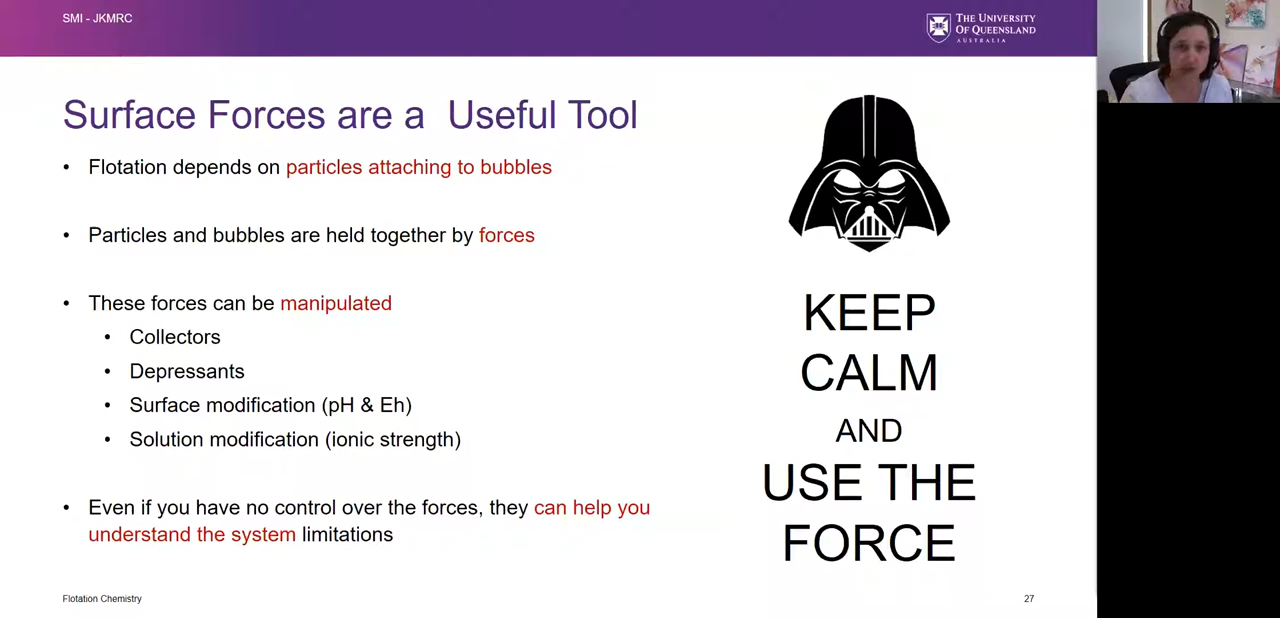 SMI - JKMRC
THE UNIVERSITY
OF QUEENSLAND
AUSTRALIA
Surface Forces are a Useful Tool
• Flotation depends on particles attaching to bubbles
• Particles and bubbles are held together by forces
• These forces can be manipulated
• Collectors
• Depressants
• Surface modification (pH & Eh)
• Solution modification (ionic strength)
• Even if you have no control over the forces, they can help you
understand the system limitations
KEEP
CALM
AND
USE THE
FORCE
Flotation Chemistry
27